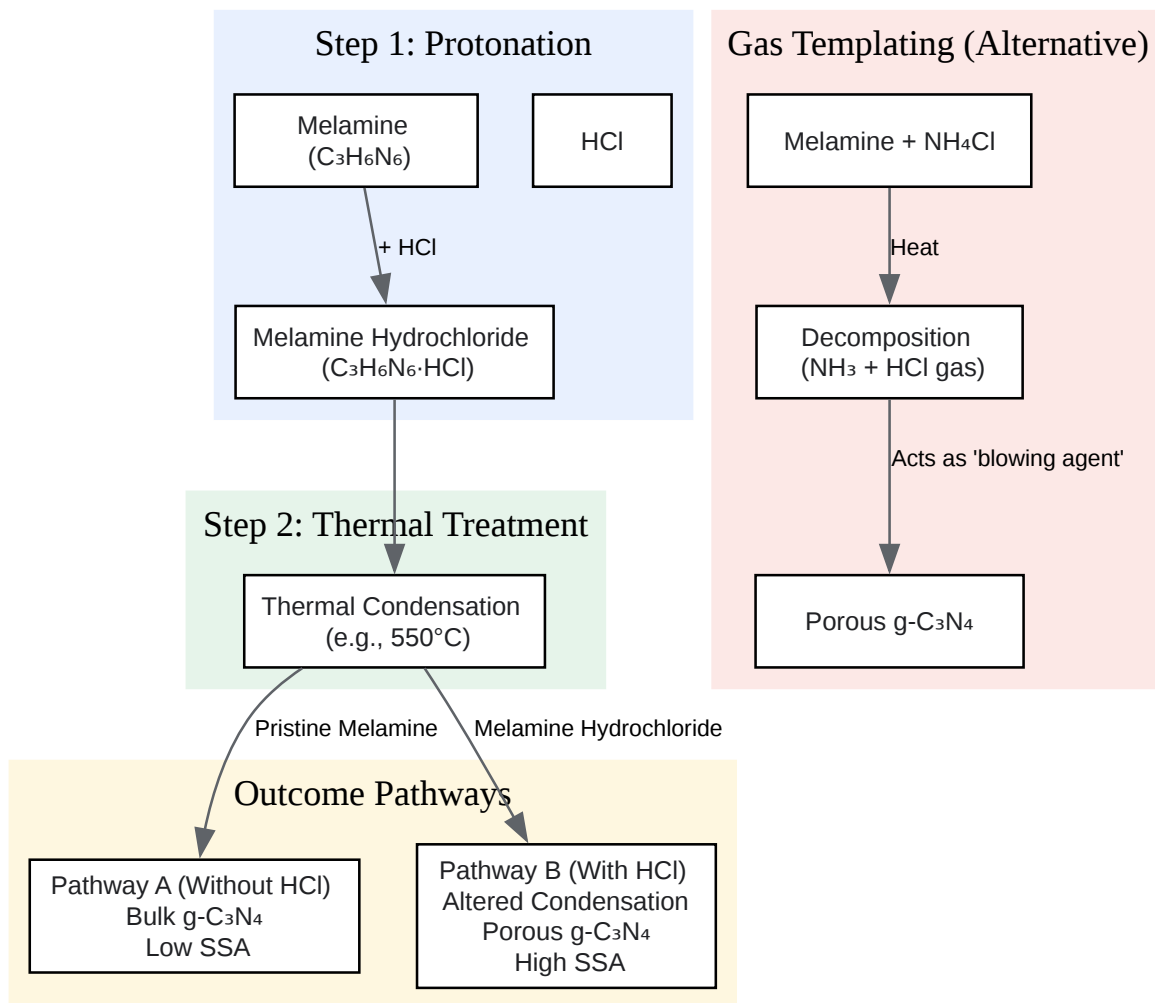 Step 1: Protonation
Melamine
(C₃H₆N₆)
HCl
+ HCl
Melamine Hydrochloride
(C₃H₆N₆·HCl)
Step 2: Thermal Treatment
Thermal Condensation
(e.g., 550°C)
Pristine Melamine
Melamine Hydrochloride
Outcome Pathways
Pathway A (Without HCl)
Bulk g-C₃N₄
Low SSA
Pathway B (With HCl)
Altered Condensation
Porous g-C₃N₄
High SSA
Gas Templating (Alternative)
Melamine + NH₄Cl
Heat
Decomposition
(NH₃ + HCl gas)
Acts as 'blowing agent'
Porous g-C₃N₄